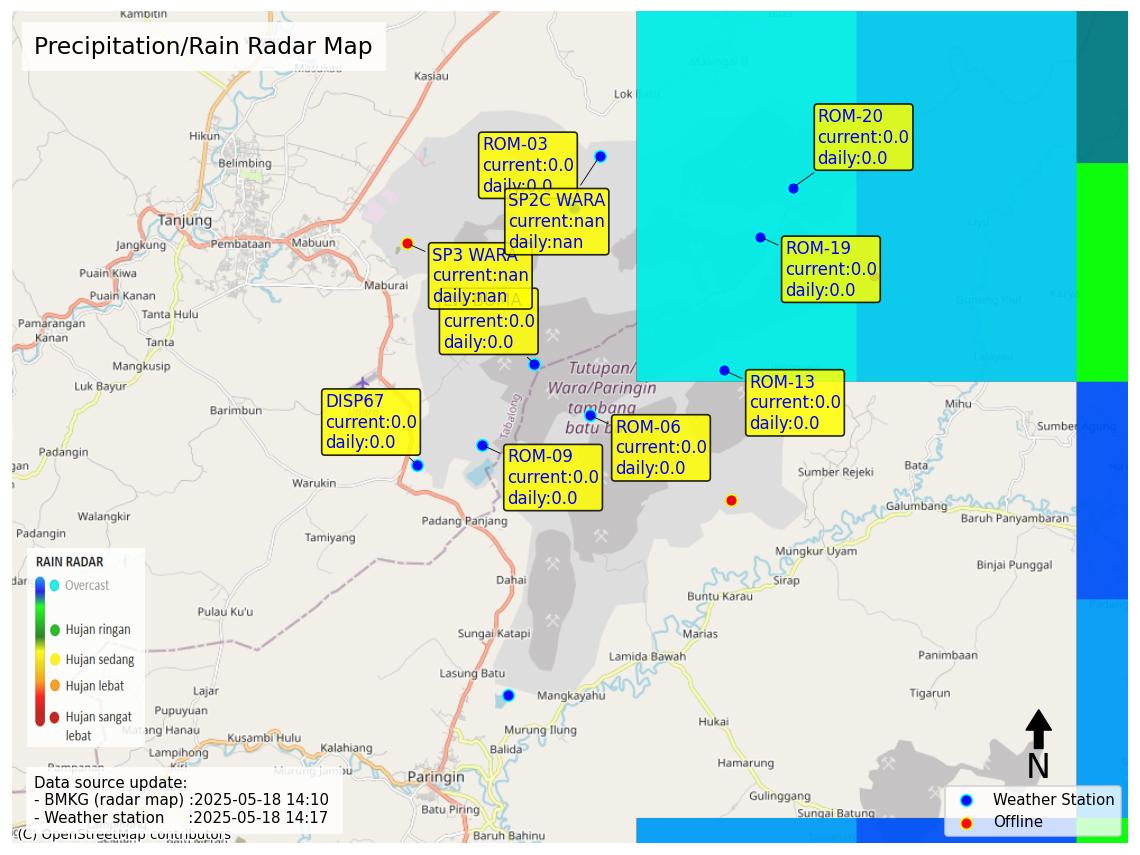 Precipitation/Rain Radar Map
Kambitin
Masukau
Kasiau
Hikun
Belimbing
Tanjung
Jangkung
Pembataan
Mabuun
Puain Kiwa
Puain Kanan
Maburai
Tanta Hulu
Pamarangan
Kanan
Tanta
Mangkusip
Luk Bayur
Barimbun
Padangin
Warukin
Walangkir
Padangin
Tamiyang
Padang Panjang
Dahai
Pulau Ku'u
Sungai Katapi
Lasung Batu
Lajar
Pupuyuan
Matang Hanau
Kusambi Hulu
Lampihong
Kiri
Kalahiang
Murung Jambu
Paringin
Batu Piring
Baruh Bahinu
Balida
Murung Ilung
Mangkayahu
Lamida Bawah
Marias
Buntu Karau
Sirap
Mungkur Uyam
Sumber Rejeki
Bata
Galumbang
Baruh Panyambaran
Binjai Punggal
Mihu
Sumber Agung
Panimbaan
Tigarun
Hukai
Hamarung
Gulinggang
Sungai Batung
Tabalong
Tutupan/
Wara/Paringin
tambang
ROM-03
current:0.0
daily:0.0
SP2C WARA
current:nan
daily:nan
SP3 WARA
current:nan
daily:nan
current:0.0
daily:0.0
ROM-20
current:0.0
daily:0.0
ROM-19
current:0.0
daily:0.0
ROM-13
current:0.0
daily:0.0
ROM-06
current:0.0
daily:0.0
ROM-09
current:0.0
daily:0.0
DISP67
current:0.0
daily:0.0
RAIN RADAR
Overcast
Hujan ringan
Hujan sedang
Hujan lebat
Hujan sangat
lebat
Data source update:
- BMKG (radar map) :2025-05-18 14:10
- Weather station :2025-05-18 14:17
(C) OpenStreetMap contributors
N
Weather Station
Offline